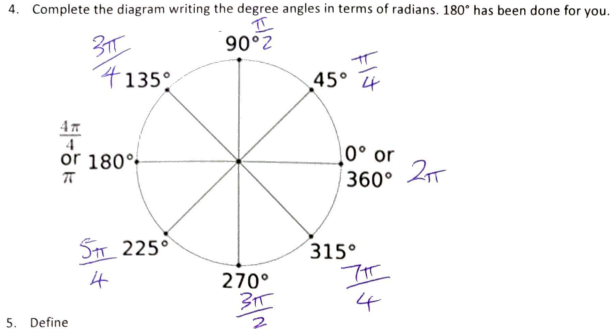 4. Complete the diagram writing the degree angles in terms of radians. 180° has been done for you.
π/2
90°
3π/4
135°
45°
π/4
4π/4
or
π
180°
0° or
360°
2π
5π/4
225°
315°
7π/4
270°
3π/2
5. Define